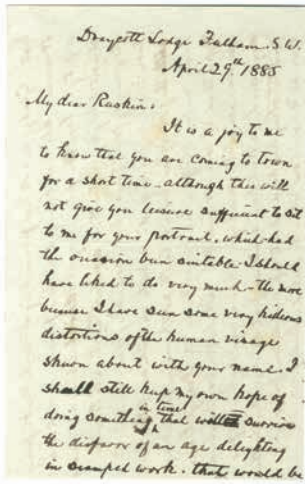 Draycott Lodge Fulham. S.W.
April 29th. 1885
My dear Ruskin.
It is a joy to me
to know that you are coming to town
for a short time - although this will
not give you leisure sufficient to sit
to me for your portrait. which - had
the occasion been suitable I should
have liked to do very much - the more
because I have seen some very hideous
distortions of the human visage
shewn about with your name. I
shall still keep my own hope of
doing something in time that will survive
the disfavor of an age delighting
in scamped work. that would be